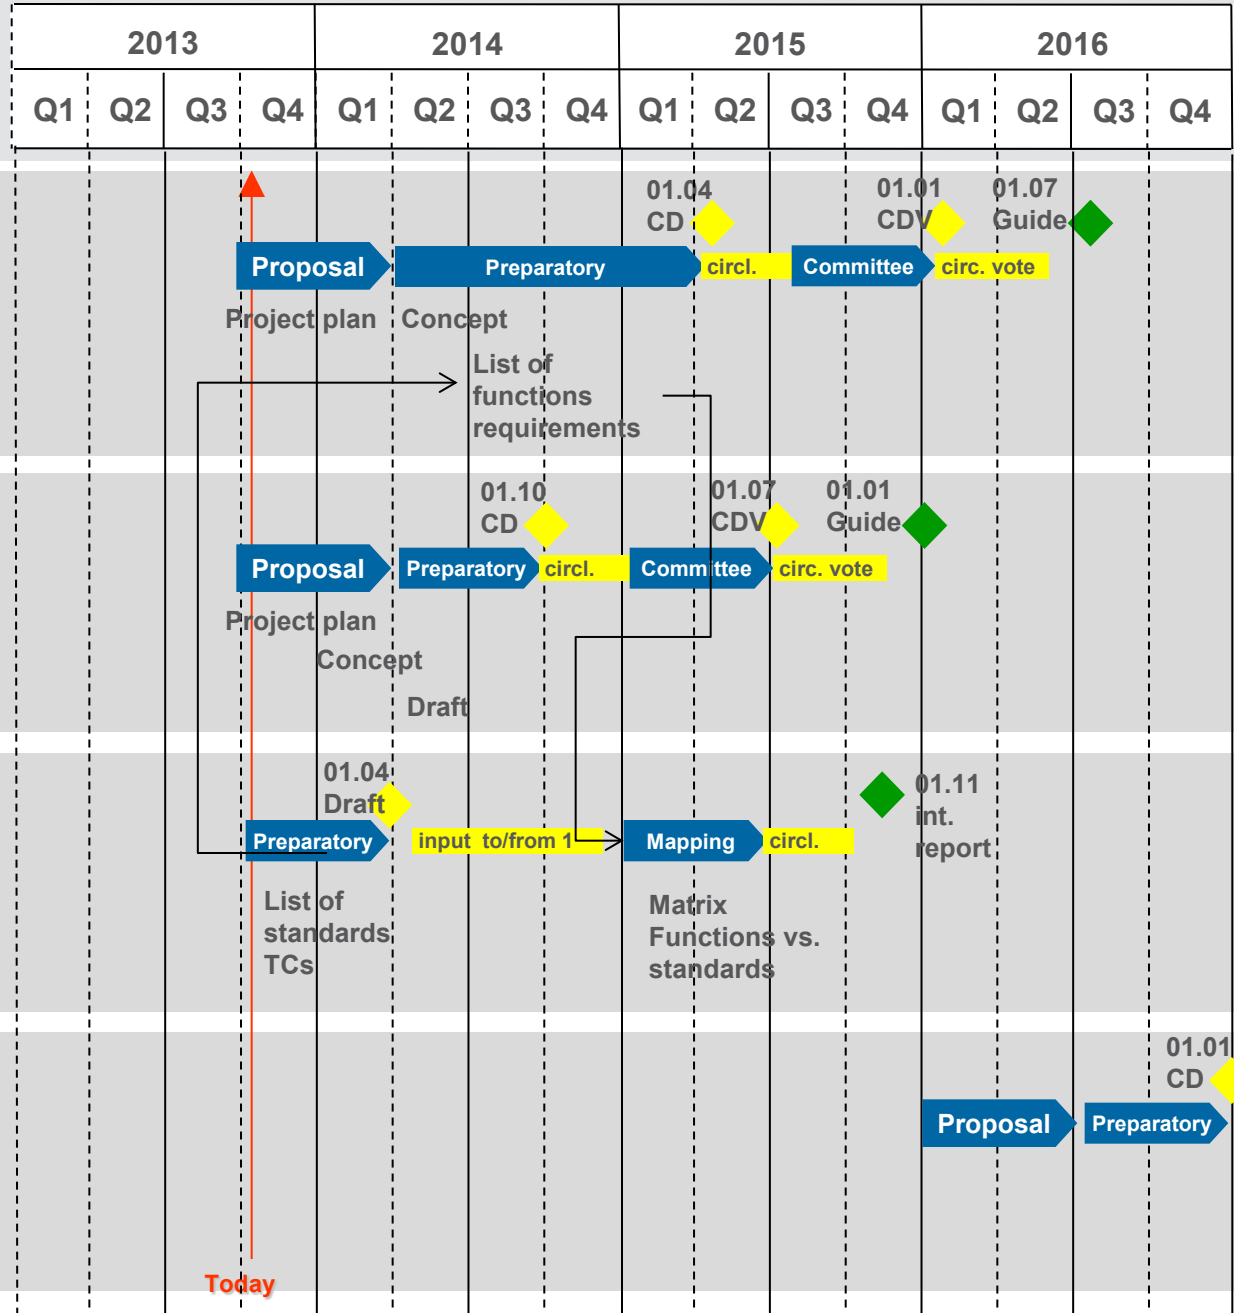 2013 2014 2015 2016
Q1 Q2 Q3 Q4 Q1 Q2 Q3 Q4 Q1 Q2 Q3 Q4 Q1 Q2 Q3 Q4
01.04
CD
01.01
CDV
01.07
Guide
Proposal
Preparatory
circl.
Committee
circ. vote
Project plan
Concept
List of
functions
requirements
01.10
CD
01.07
CDV
01.01
Guide
Proposal
Preparatory
circl.
Committee
circ. vote
Project plan
Concept
Draft
01.04
Draft
01.11
int.
report
Preparatory
input to/from 1
Mapping
circl.
List of
standards
TCs
Matrix
Functions vs.
standards
01.01
CD
Proposal
Preparatory
Today